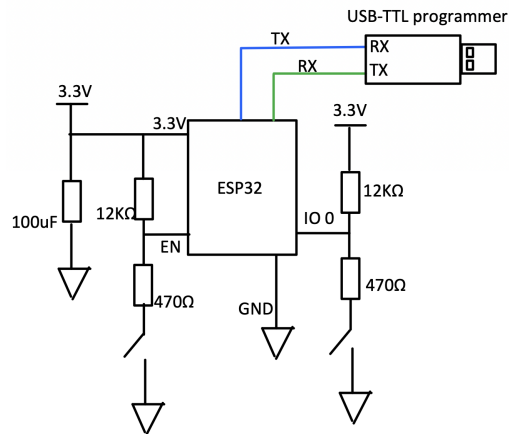 USB-TTL programmer
TX
RX
RX
TX
3.3V
3.3V
3.3V
ESP32
12KΩ
12KΩ
100uF
IO 0
EN
470Ω
470Ω
GND